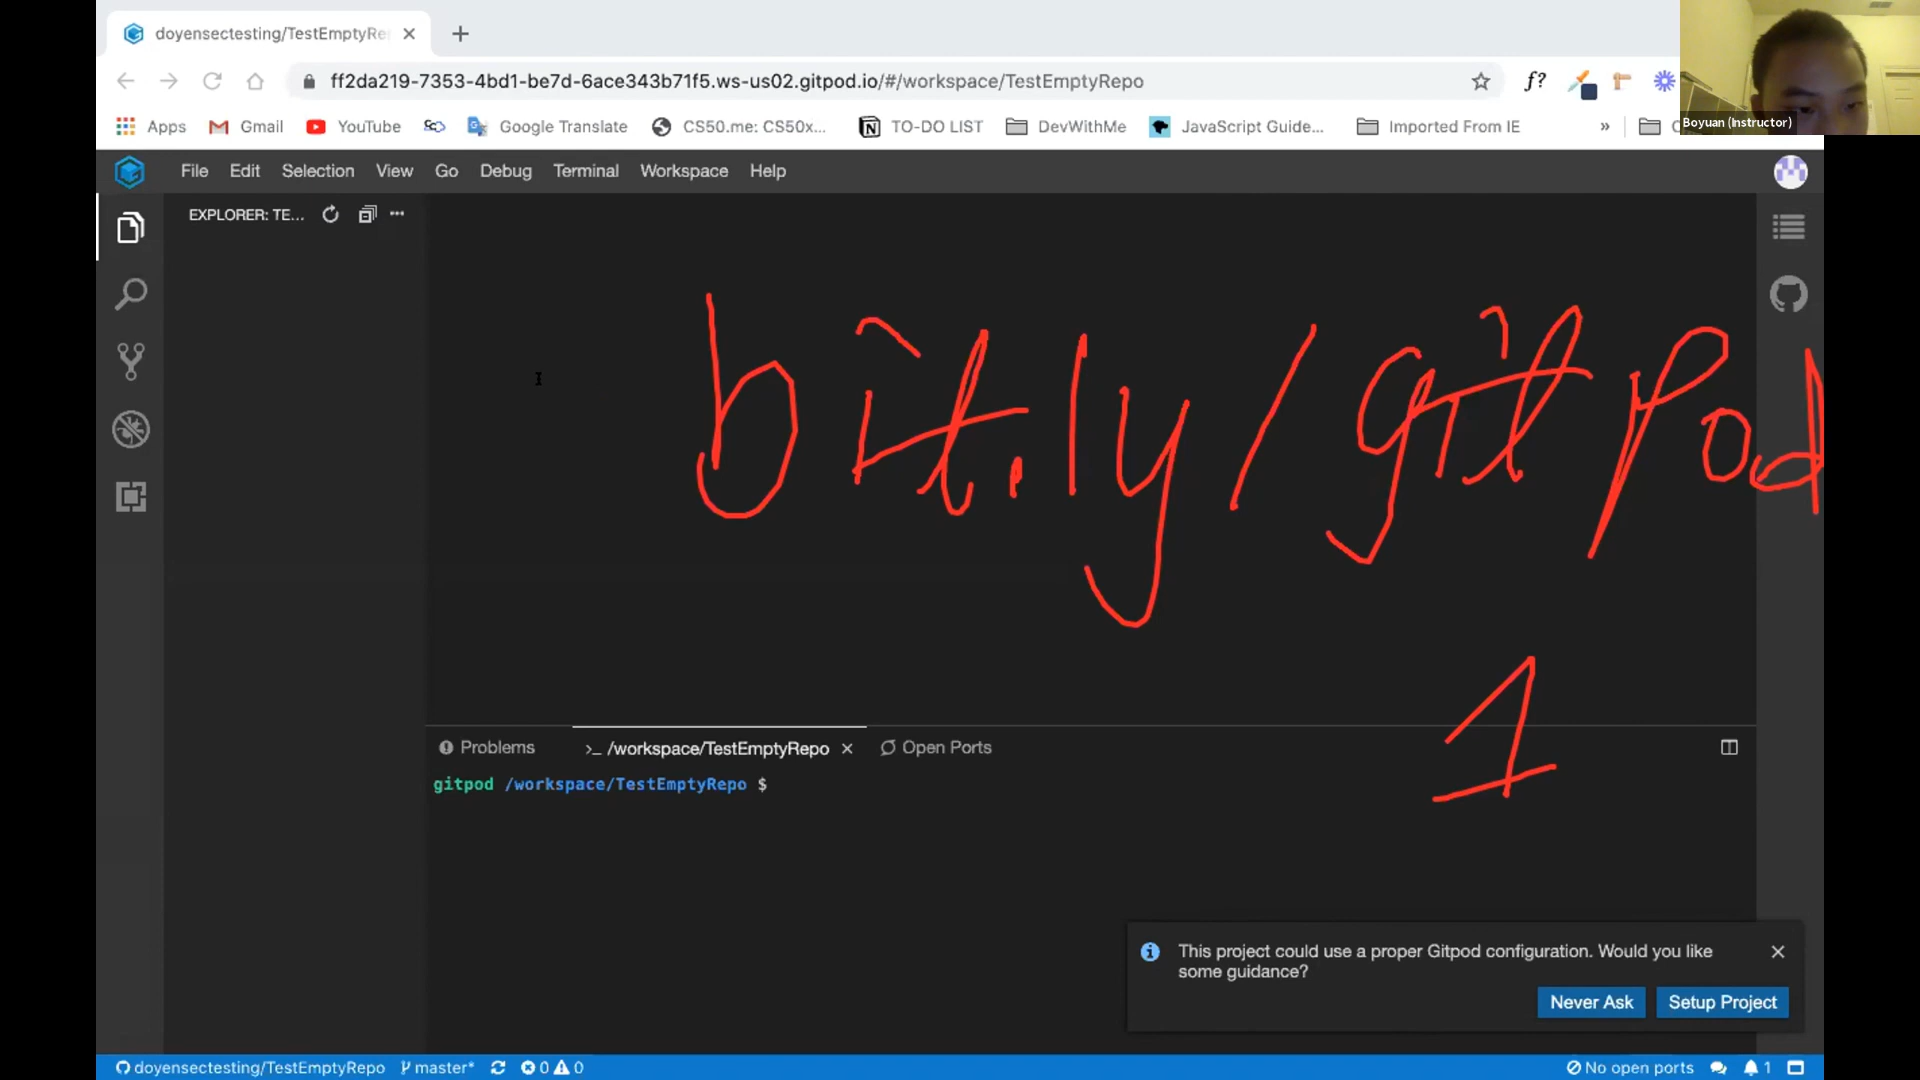 doyensectesting/TestEmptyRe
ff2da219-7353-4bd1-be7d-6ace343b71f5.ws-us02.gitpod.io/#/workspace/TestEmptyRepo
f?
Boyuan (Instructor)
Apps Gmail YouTube Google Translate CS50.me: CS50x... TO-DO LIST DevWithMe JavaScript Guide... Imported From IE »
File Edit Selection View Go Debug Terminal Workspace Help
EXPLORER: TE...
bit.ly/gitpod
1
Problems >_ /workspace/TestEmptyRepo Open Ports
gitpod /workspace/TestEmptyRepo $
This project could use a proper Gitpod configuration. Would you like
some guidance?
Never Ask Setup Project
doyensectesting/TestEmptyRepo master* 0 0 No open ports 1